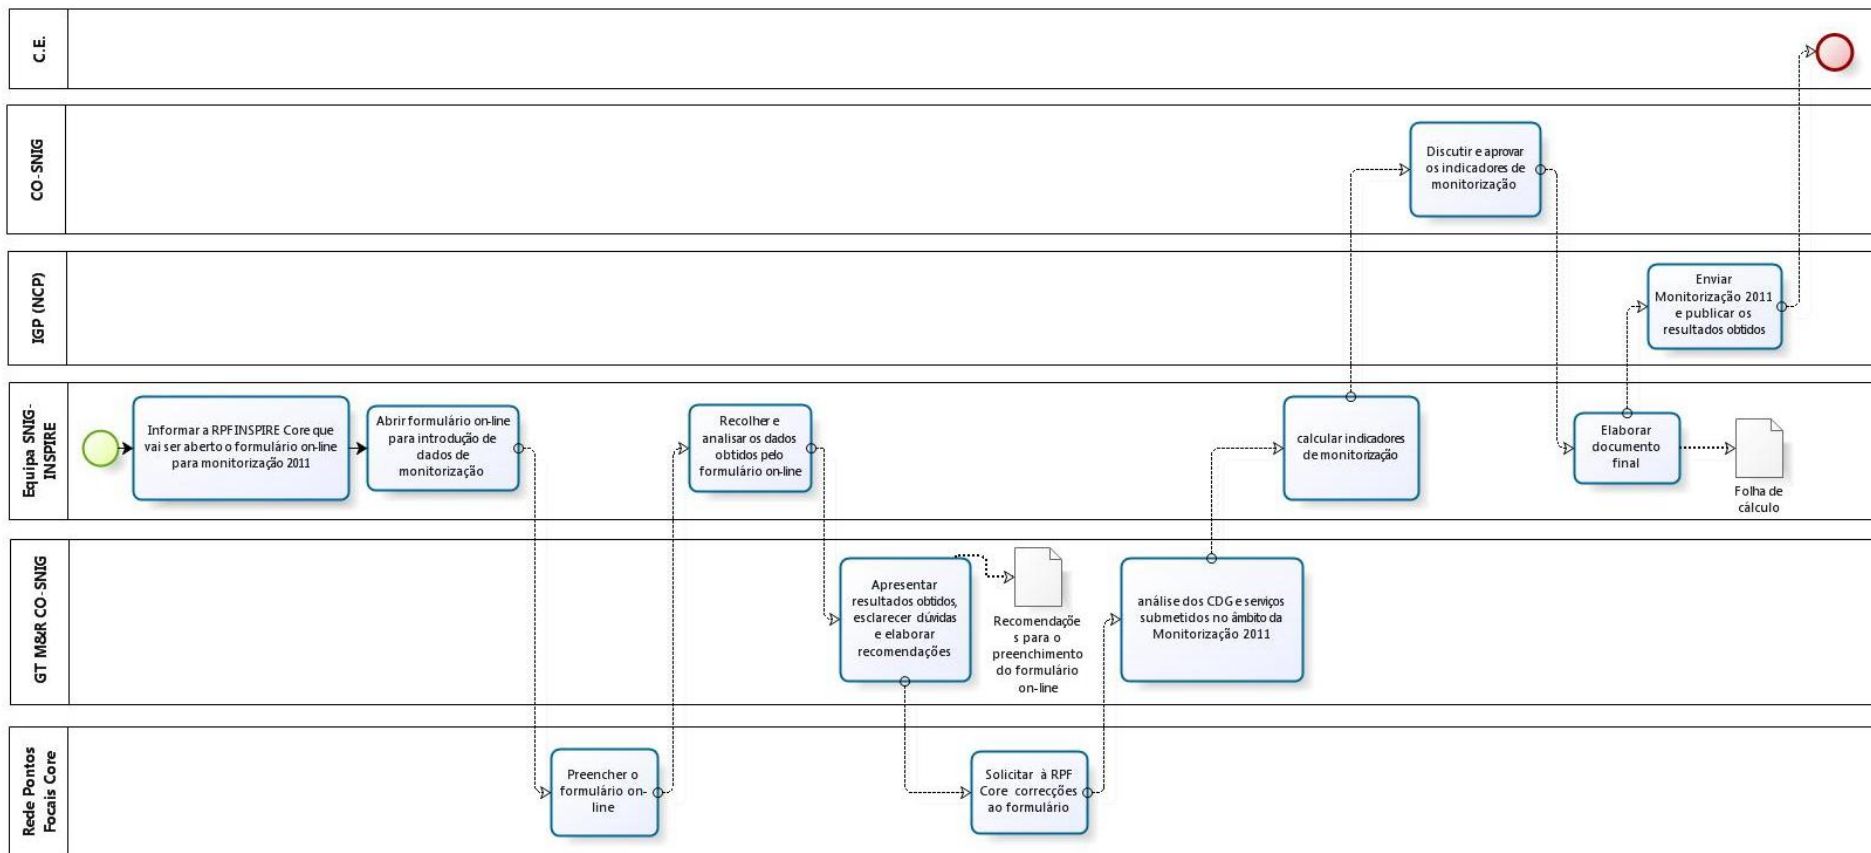 C.E.
CO-SNIG
Discutir e aprovar
os indicadores de
monitorização
IGP (NCP)
Enviar
Monitorização 2011
e publicar os
resultados obtidos
Equipa SNIG-
INSPIRE
Informar a RPF INSPIRE Core que
vai ser aberto o formulário on-line
para monitorização 2011
Abrir formulário on-line
para introdução de
dados de
monitorização
Recolher e
analisar os dados
obtidos pelo
formulário on-line
calcular indicadores
de monitorização
Elaborar
documento
final
Folha de
cálculo
GT M&R CO-SNIG
Apresentar
resultados obtidos,
esclarecer dúvidas
e elaborar
recomendações
Recomendaçõe
s para o
preenchimento
do formulário
on-line
análise dos CDG e serviços
submetidos no âmbito da
Monitorização 2011
Rede Pontos
Focais Core
Preencher o
formulário on-
line
Solicitar à RPF
Core correcções
ao formulário